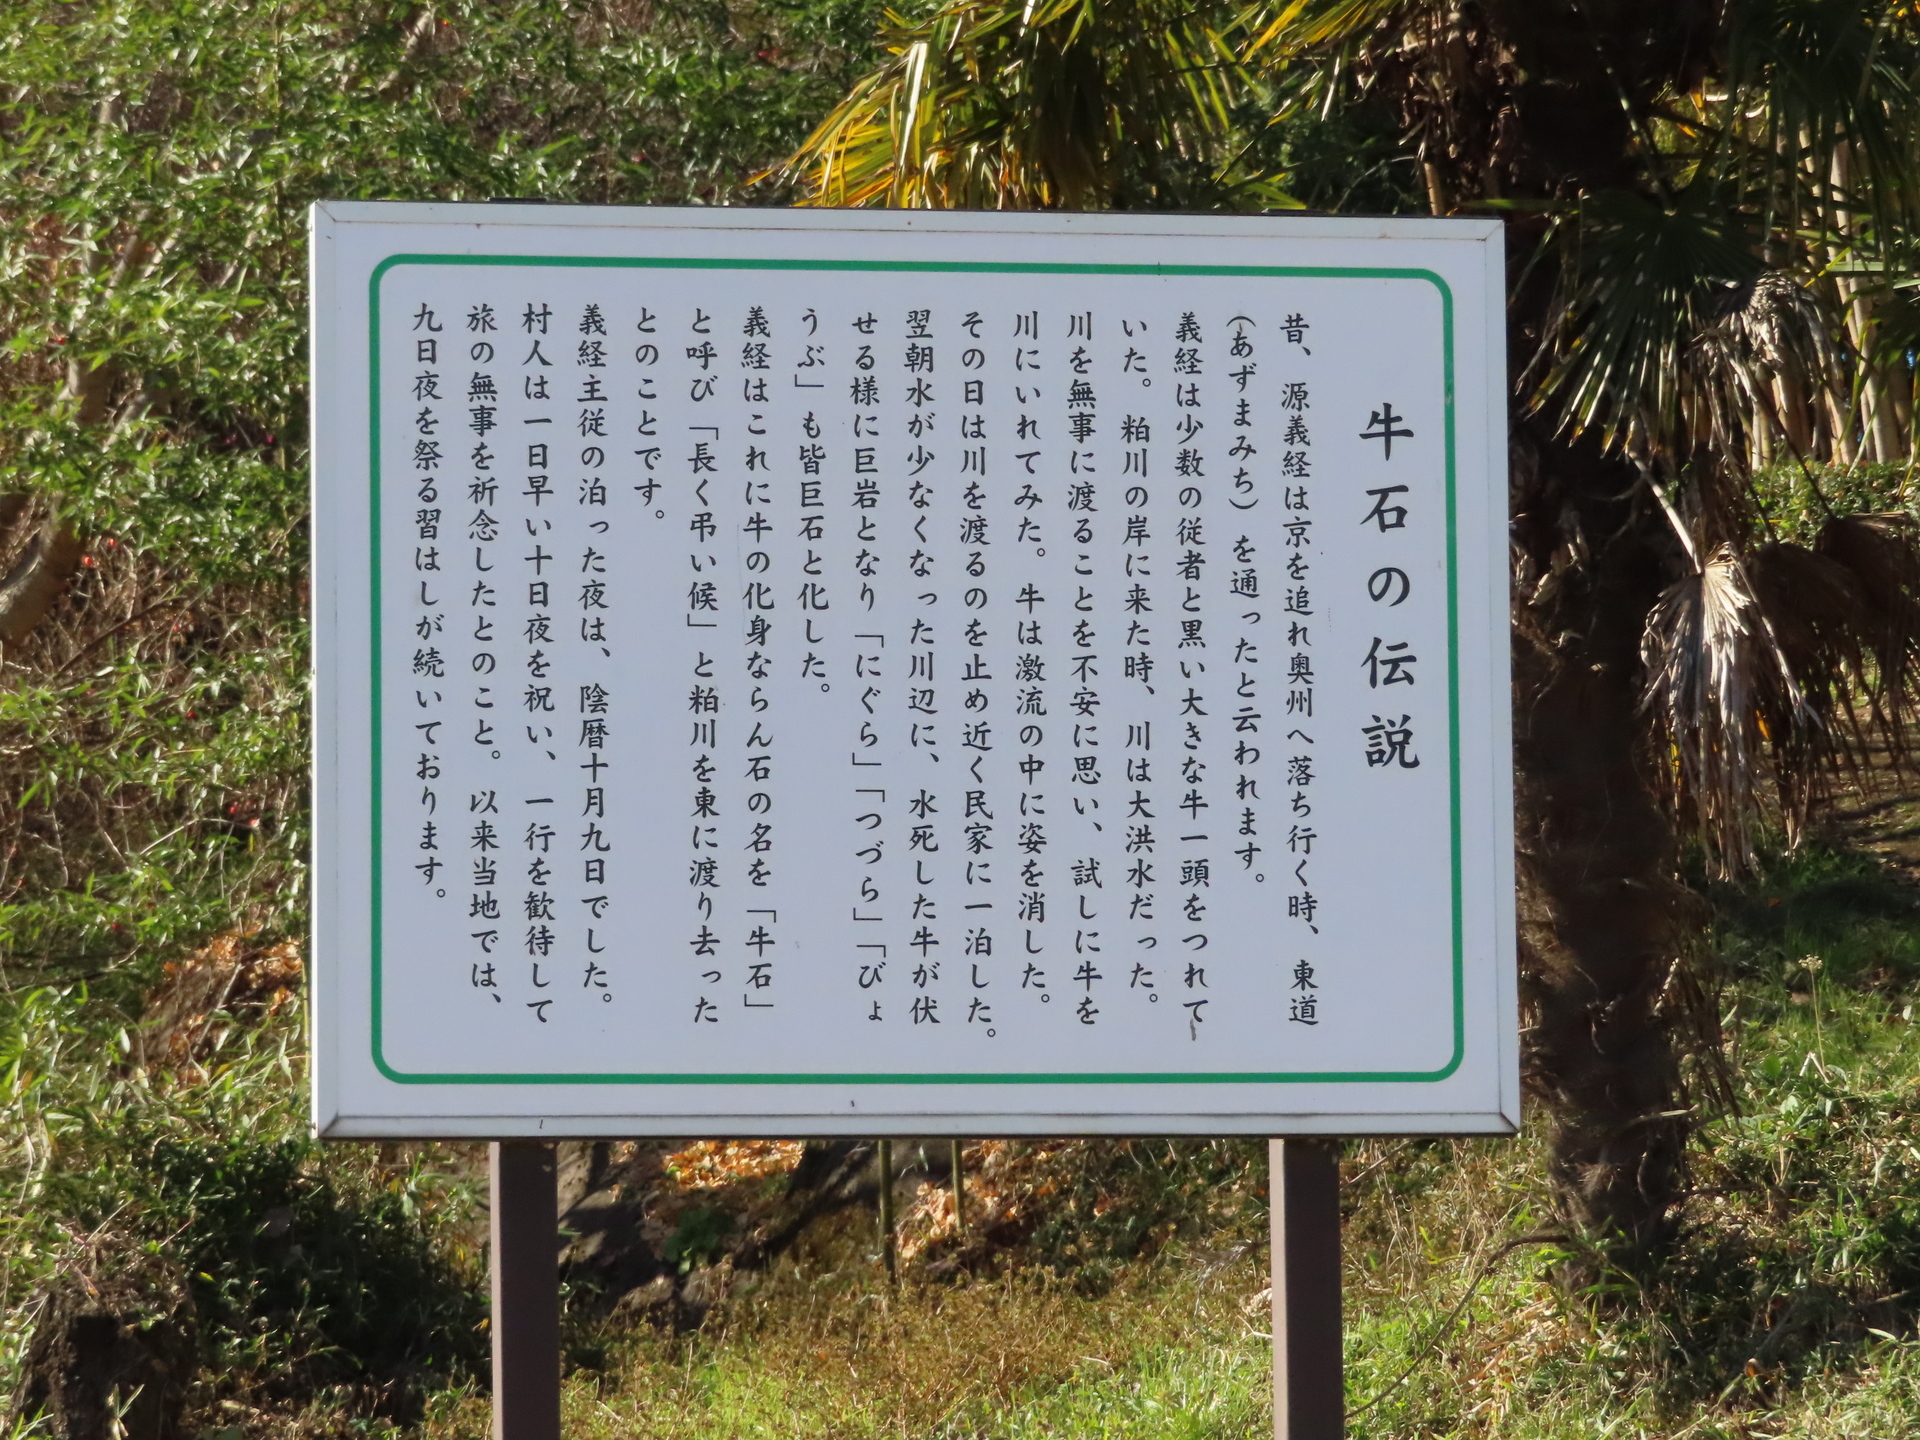 牛石の伝説
昔、源義経は京を追れ奥州へ落ち行く時、東道
(あずまみち)を通ったと云われます。
義経は少数の従者と黒い大きな牛一頭をつれて
いた。粕川の岸に来た時、川は大洪水だった。
川を無事に渡ることを不安に思い、試しに牛を
川にいれてみた。牛は激流の中に姿を消した。
その日は川を渡るのを止め近く民家に一泊した。
翌朝水が少なくなった川辺に、水死した牛が伏
せる様に巨岩となり「にぐら」「つづら」「びょ
うぶ」も皆巨石と化した。
義経はこれに牛の化身ならん石の名を「牛石」
と呼び「長く弔い候」と粕川を東に渡り去った
とのことです。
義経主従の泊った夜は、陰暦十月九日でした。
村人は一日早い十日夜を祝い、一行を歓待して
旅の無事を祈念したとのこと。以来当地では、
九日夜を祭る習はしが続いております。